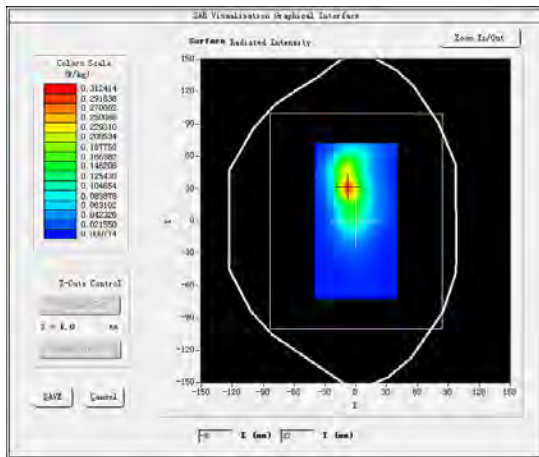 SAR Visualisation Graphical Interface
Surface Radiated Intensity
Zoom In/Out
Colors Scale
(W/kg)
0.312414
0.291638
0.270862
0.250086
0.229310
0.208534
0.187758
0.166982
0.146206
0.125430
0.104654
0.083878
0.063102
0.042326
0.021550
0.000774
150
120
90
60
30
0
-30
-60
-90
-120
-150
Y
-150 -120 -90 -60 -30 0 30 60 90 120 150
X
Z-Cuts Control
Z = 4.0 mm
SAVE
Cancel
X (mm)
Y (mm)